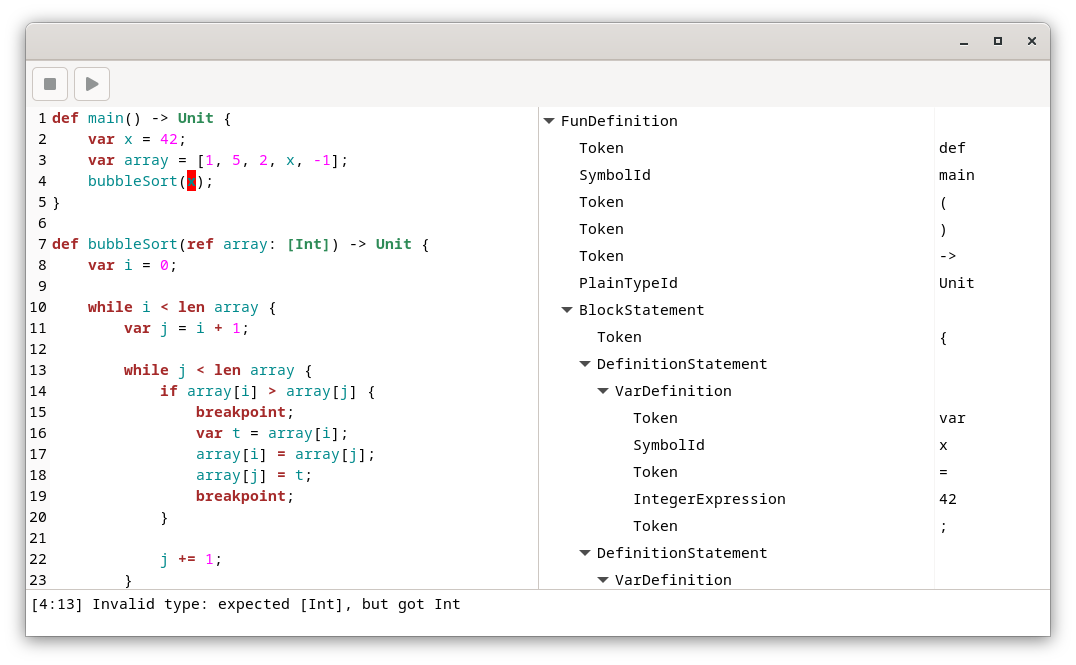 1 def main() -> Unit {
2     var x = 42;
3     var array = [1, 5, 2, x, -1];
4     bubbleSort(x);
5 }
6
7 def bubbleSort(ref array: [Int]) -> Unit {
8     var i = 0;
9
10     while i < len array {
11         var j = i + 1;
12
13         while j < len array {
14             if array[i] > array[j] {
15                 breakpoint;
16                 var t = array[i];
17                 array[i] = array[j];
18                 array[j] = t;
19                 breakpoint;
20             }
21
22             j += 1;
23         }
FunDefinition
Token def
SymbolId main
Token (
Token )
Token ->
PlainTypeId Unit
BlockStatement
Token {
DefinitionStatement
VarDefinition
Token var
SymbolId x
Token =
IntegerExpression 42
Token ;
DefinitionStatement
VarDefinition
[4:13] Invalid type: expected [Int], but got Int